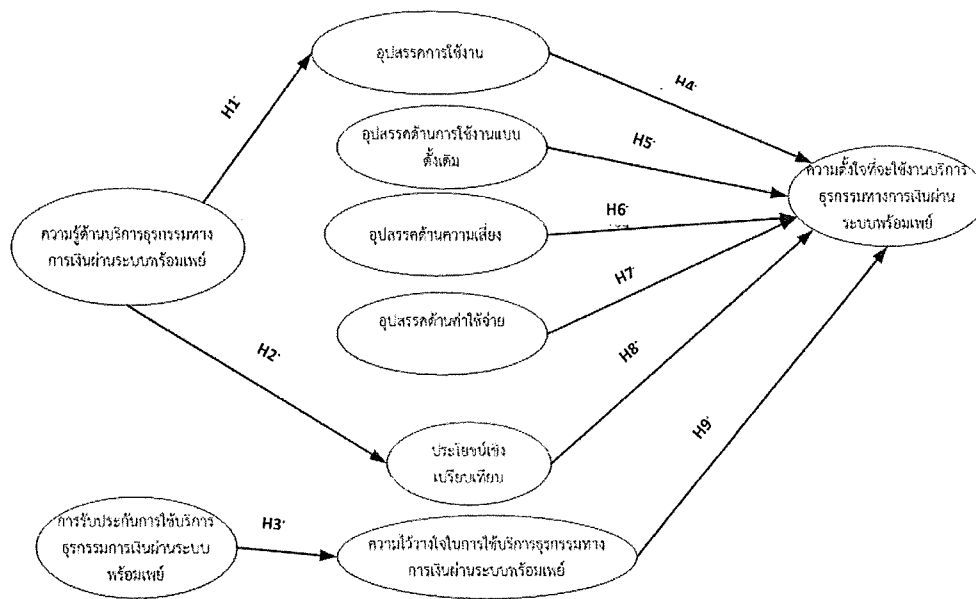 อุปสรรคการใช้งาน
H1
H4
อุปสรรคด้านการใช้งานแบบ
ดั้งเดิม
H5
ความตั้งใจที่จะใช้งานบริการ
ธุรกรรมทางการเงินผ่าน
ระบบพร้อมเพย์
ความรู้ด้านบริการธุรกรรมทาง
การเงินผ่านระบบพร้อมเพย์
อุปสรรคด้านความเสี่ยง
H6
อุปสรรคด้านค่าใช้จ่าย
H7
H2
H8
ประโยชน์เชิง
เปรียบเทียบ
H9
การรับประกันการใช้บริการ
ธุรกรรมการเงินผ่านระบบ
พร้อมเพย์
H3
ความไว้วางใจในการใช้บริการธุรกรรมทาง
การเงินผ่านระบบพร้อมเพย์